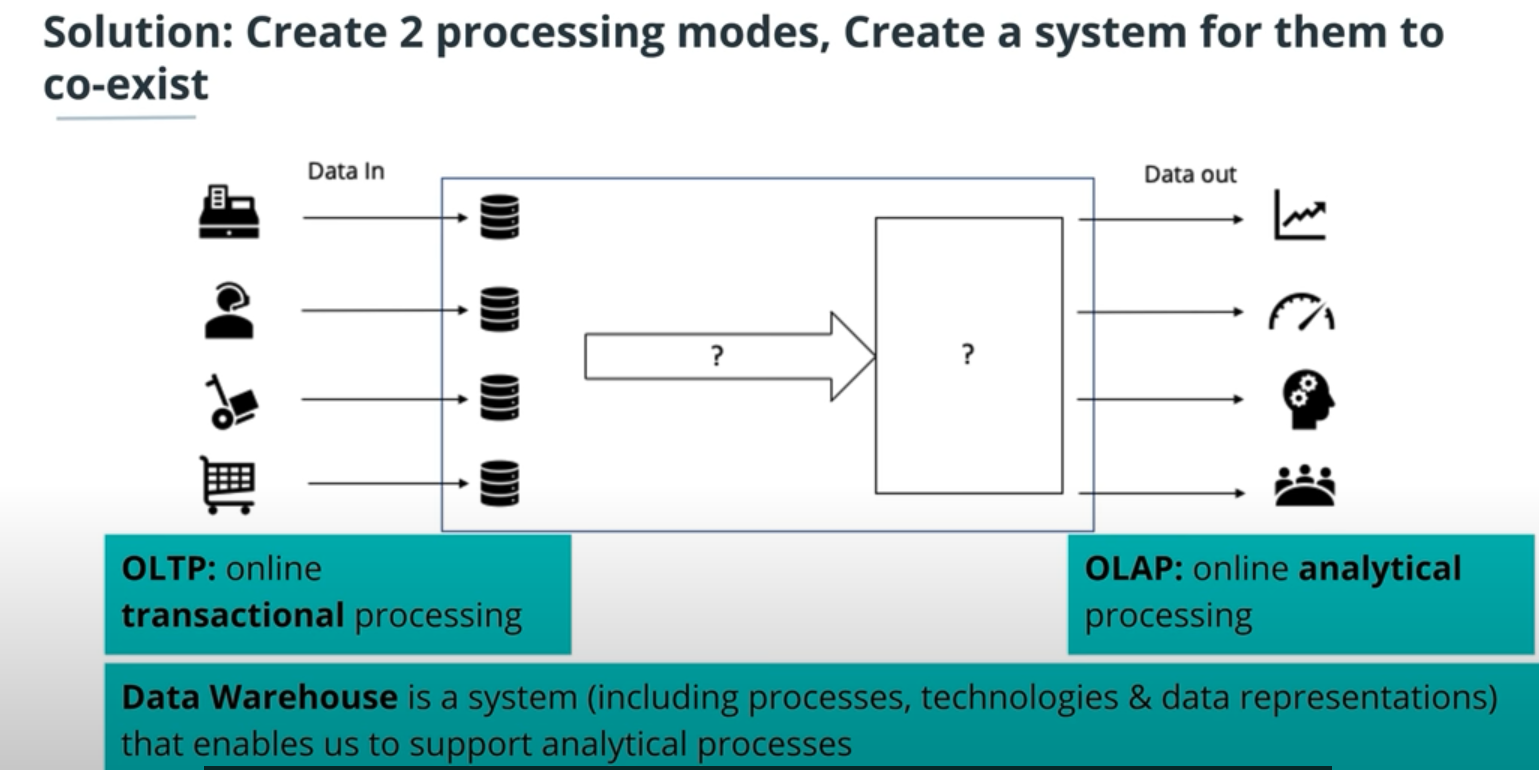 Solution: Create 2 processing modes, Create a system for them to
co-exist
Data In
Data out
?
?
OLTP: online
transactional processing
OLAP: online analytical
processing
Data Warehouse is a system (including processes, technologies & data representations)
that enables us to support analytical processes